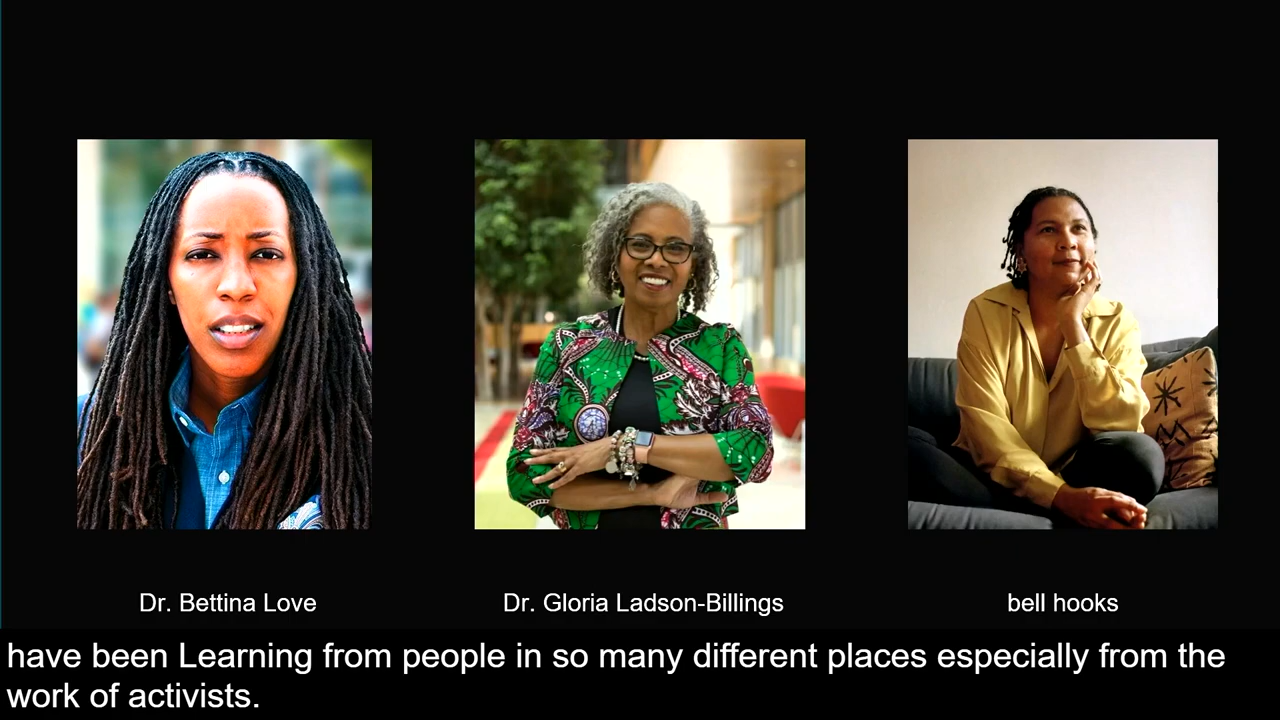 Dr. Bettina Love
Dr. Gloria Ladson-Billings
bell hooks
have been Learning from people in so many different places especially from the
work of activists.